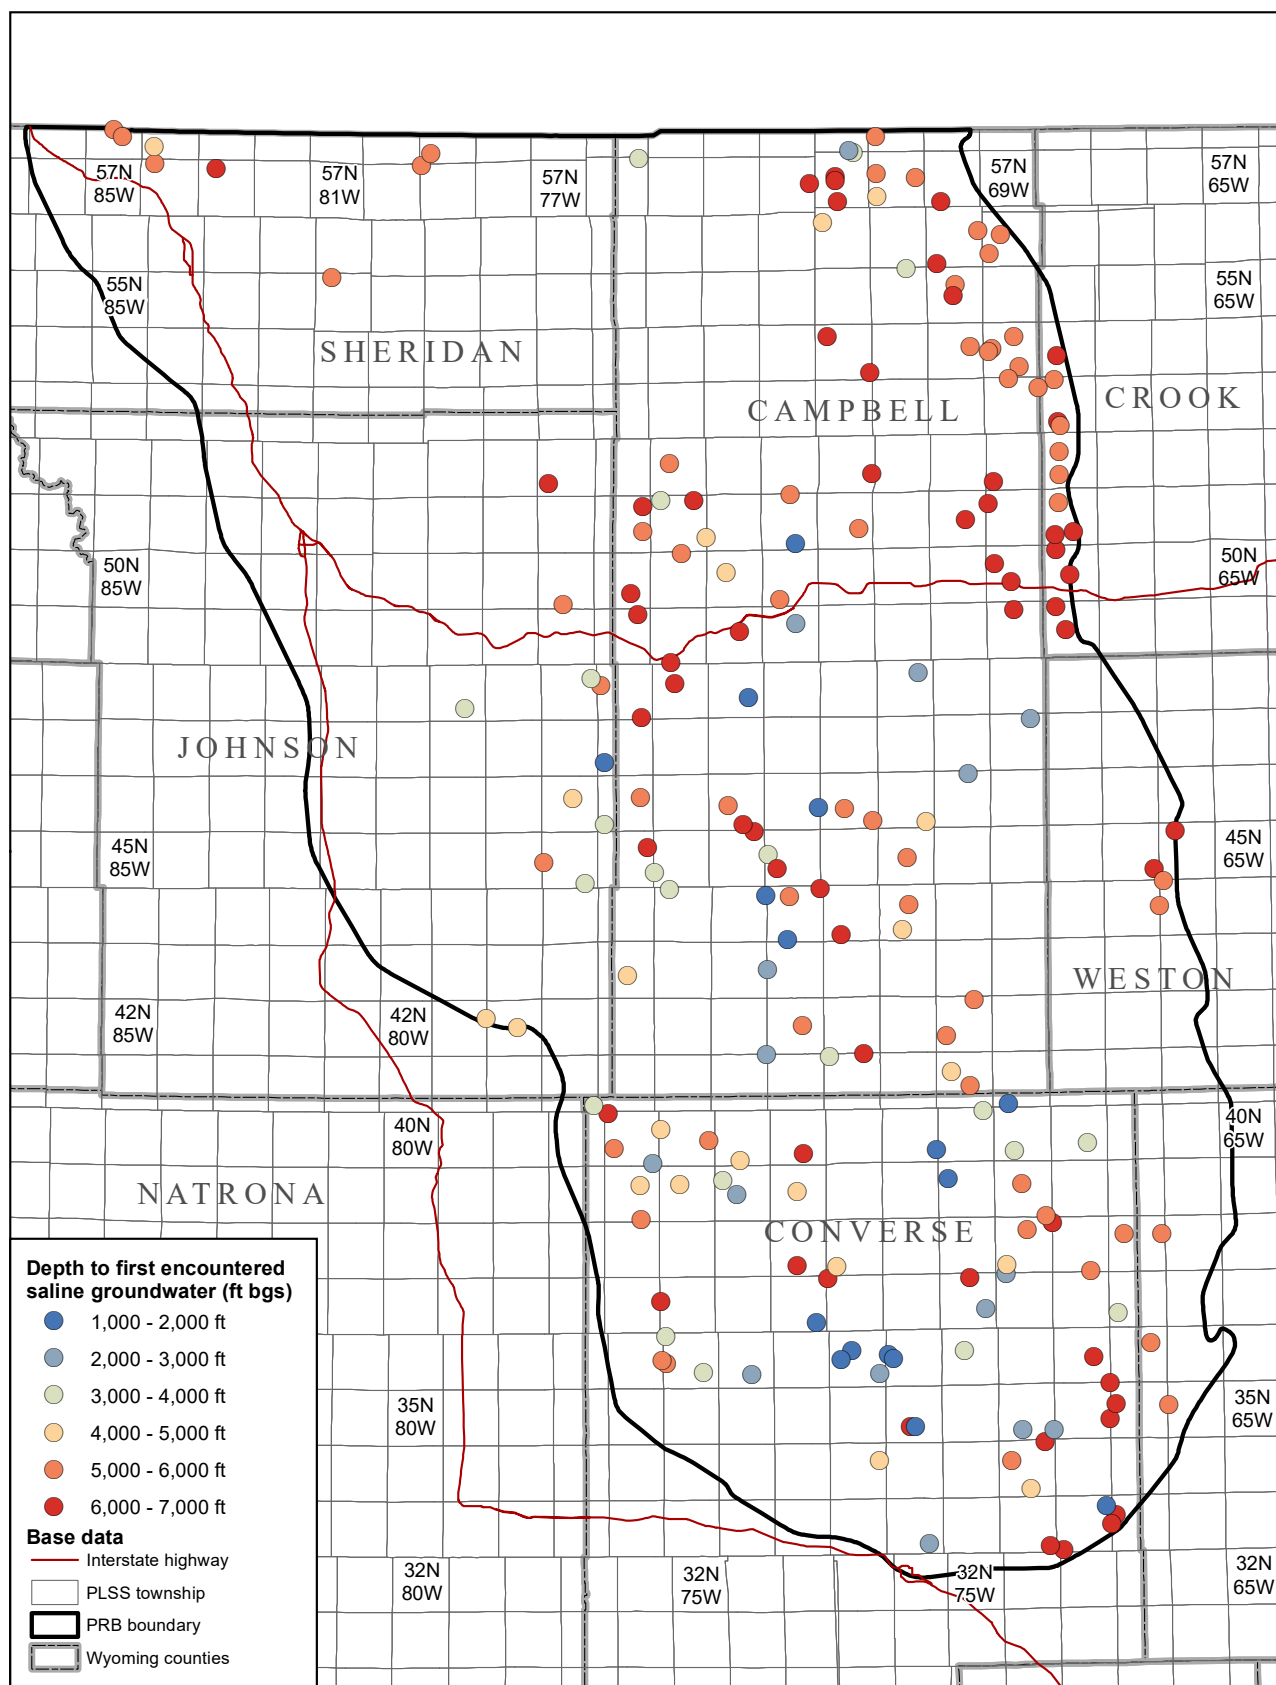 57N
85W
57N
81W
57N
77W
57N
69W
57N
65W
55N
85W
55N
65W
SHERIDAN
CAMPBELL
CROOK
50N
85W
50N
65W
JOHNSON
45N
85W
45N
65W
WESTON
42N
85W
42N
80W
40N
80W
40N
65W
NATRONA
CONVERSE
35N
80W
35N
65W
32N
80W
32N
75W
32N
75W
32N
65W
Depth to first encountered
saline groundwater (ft bgs)
1,000 - 2,000 ft
2,000 - 3,000 ft
3,000 - 4,000 ft
4,000 - 5,000 ft
5,000 - 6,000 ft
6,000 - 7,000 ft
Base data
Interstate highway
PLSS township
PRB boundary
Wyoming counties